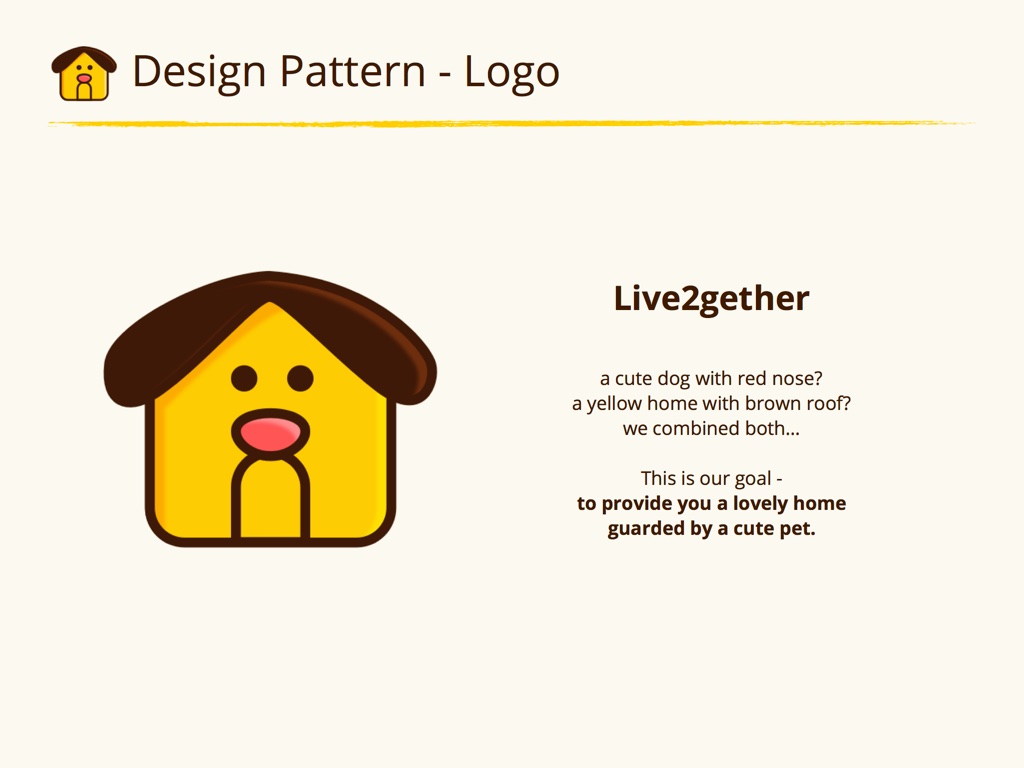 Design Pattern - Logo
Live2gether
a cute dog with red nose?
a yellow home with brown roof?
we combined both...
This is our goal -
to provide you a lovely home
guarded by a cute pet.